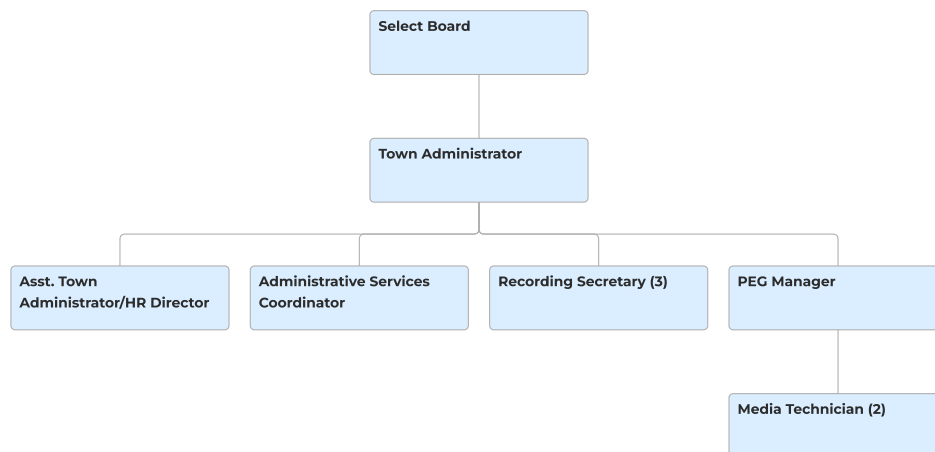 Select Board
Town Administrator
Asst. Town
Administrator/HR Director
Administrative Services
Coordinator
Recording Secretary (3)
PEG Manager
Media Technician (2)